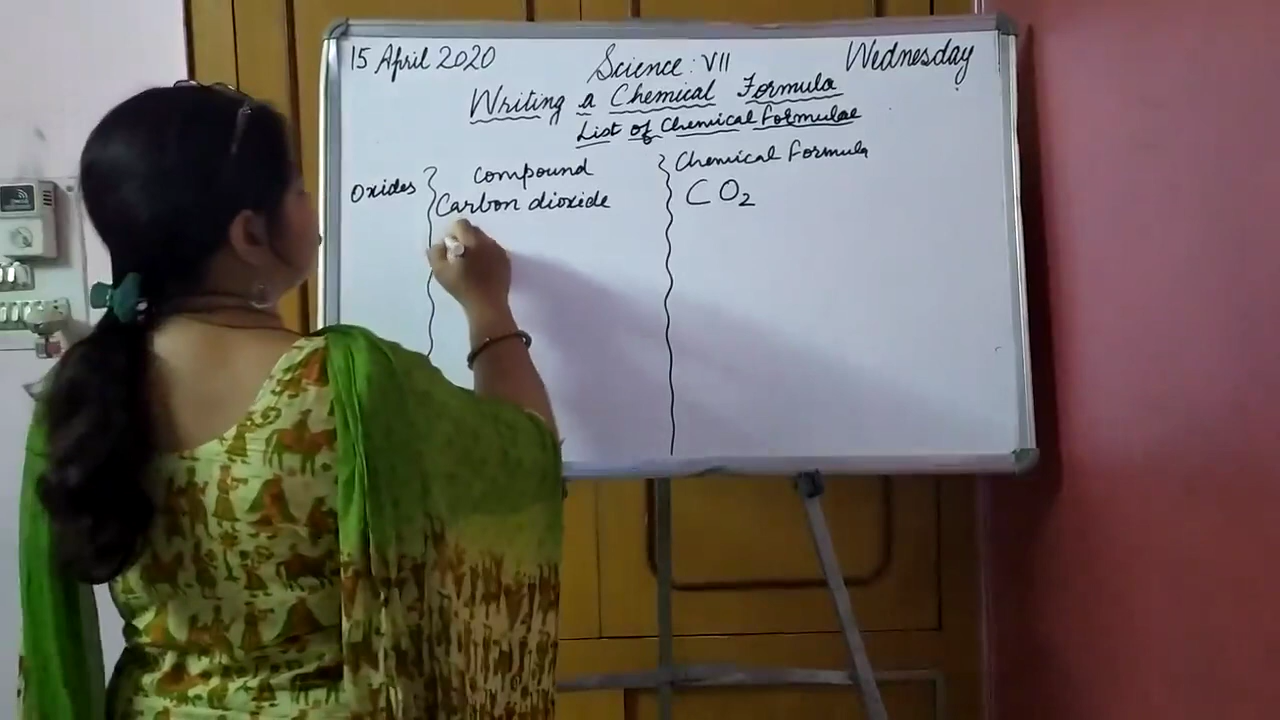 15 April 2020 Science: VII Wednesday
Writing a Chemical Formula
List of Chemical formulae
Oxides Compound Chemical formula
Carbon dioxide CO₂